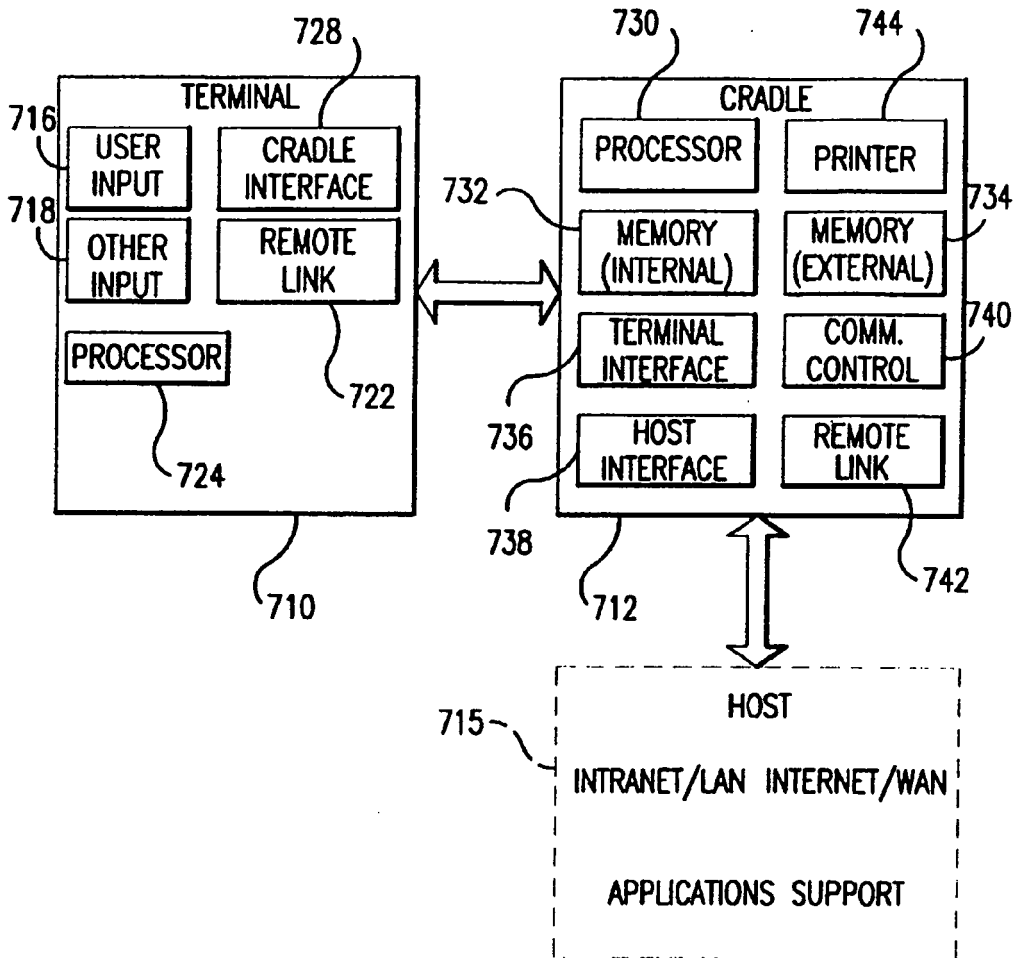 728
730
744
TERMINAL
CRADLE
716
USER
INPUT
CRADLE
INTERFACE
PROCESSOR
PRINTER
718
OTHER
INPUT
REMOTE
LINK
732
MEMORY
(INTERNAL)
MEMORY
(EXTERNAL)
734
PROCESSOR
TERMINAL
INTERFACE
COMM.
CONTROL
740
722
724
736
HOST
INTERFACE
REMOTE
LINK
738
710
712
742
715
HOST
INTRANET/LAN INTERNET/WAN
APPLICATIONS SUPPORT